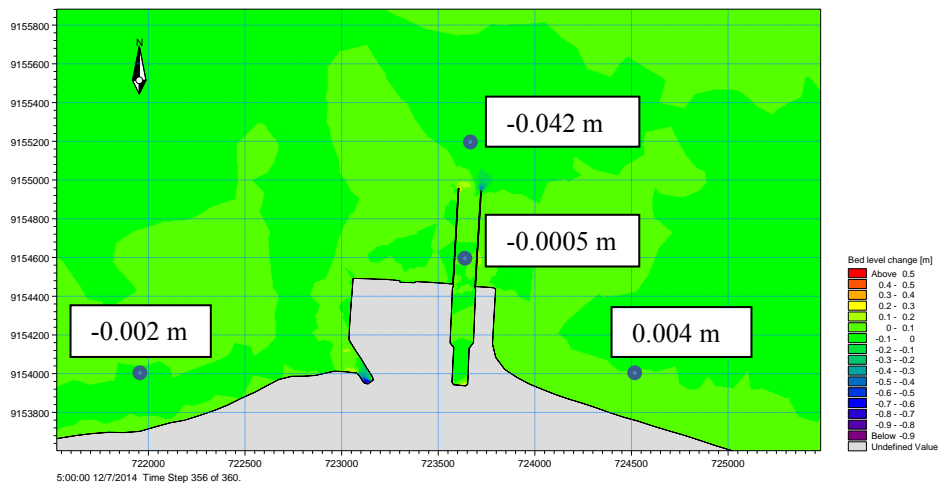 9155800
9155600
9155400
9155200
9155000
9154800
9154600
9154400
9154200
9154000
9153800
N
-0.042 m
-0.0005 m
-0.002 m
0.004 m
722000
722500
723000
723500
724000
724500
725000
5:00:00 12/7/2014 Time Step 356 of 360.
Bed level change [m]
Above 0.5
0.4 - 0.5
0.3 - 0.4
0.2 - 0.3
0.1 - 0.2
0 - 0.1
-0.1 - 0
-0.2 - -0.1
-0.3 - -0.2
-0.4 - -0.3
-0.5 - -0.4
-0.6 - -0.5
-0.7 - -0.6
-0.8 - -0.7
-0.9 - -0.8
Below -0.9
Undefined Value